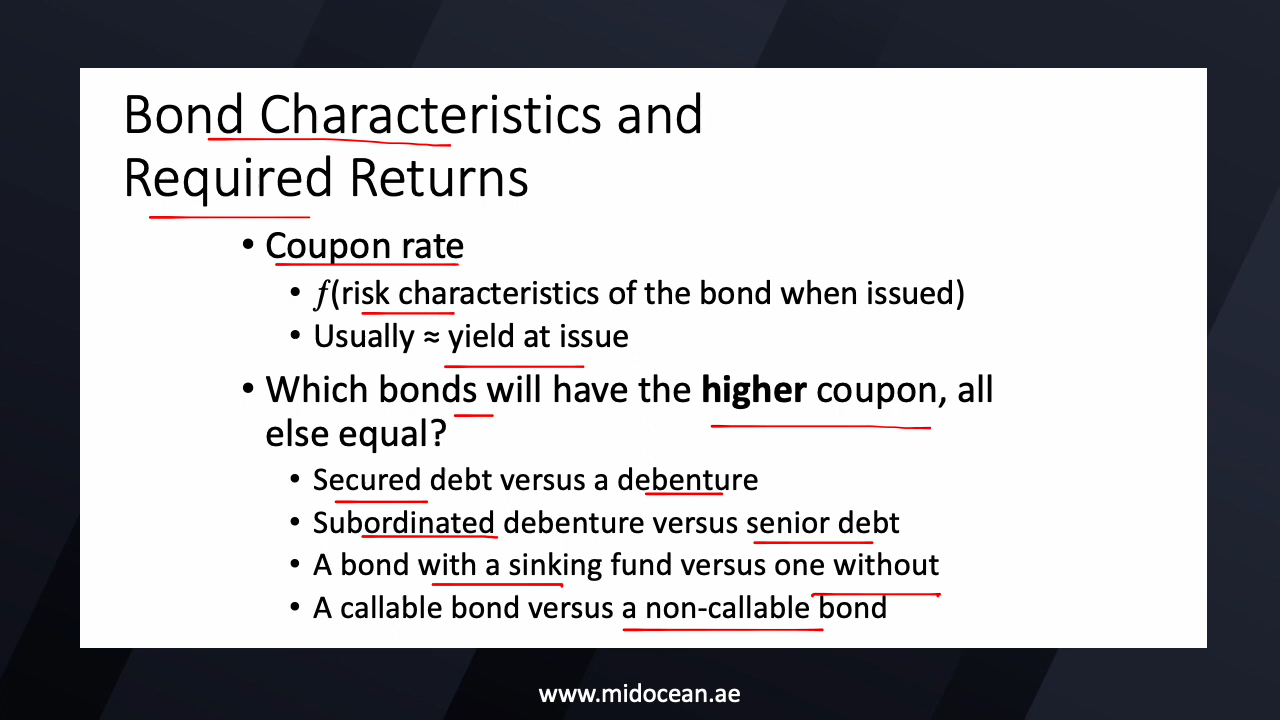 Bond Characteristics and
Required Returns
• Coupon rate
• f(risk characteristics of the bond when issued)
• Usually ≈ yield at issue
• Which bonds will have the higher coupon, all
else equal?
• Secured debt versus a debenture
• Subordinated debenture versus senior debt
• A bond with a sinking fund versus one without
• A callable bond versus a non-callable bond
www.midocean.ae